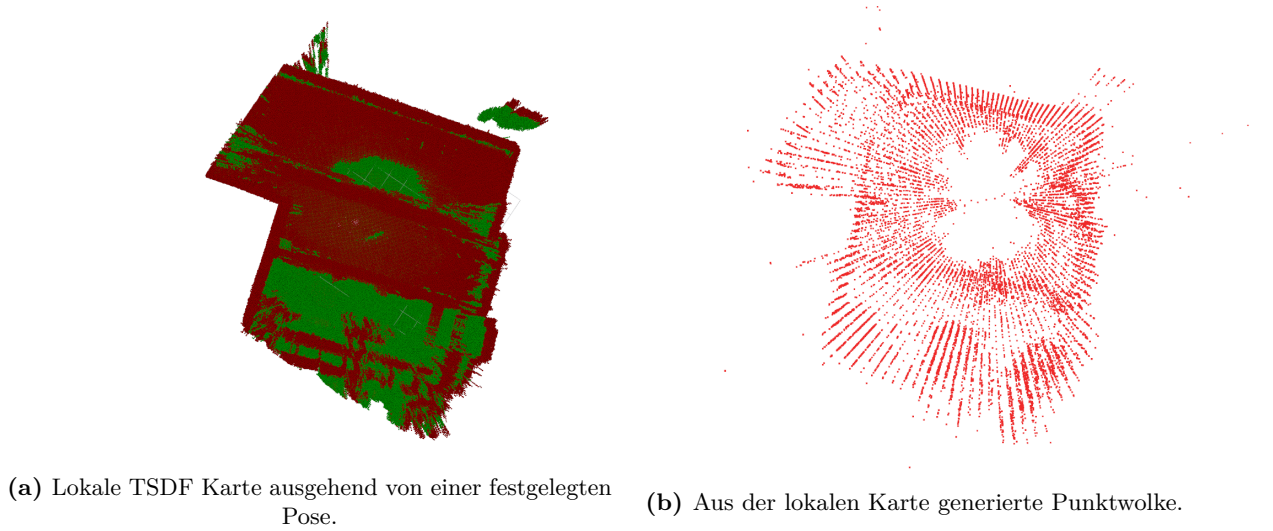 (a) Lokale TSDF Karte ausgehend von einer festgelegten
Pose.
(b) Aus der lokalen Karte generierte Punktwolke.